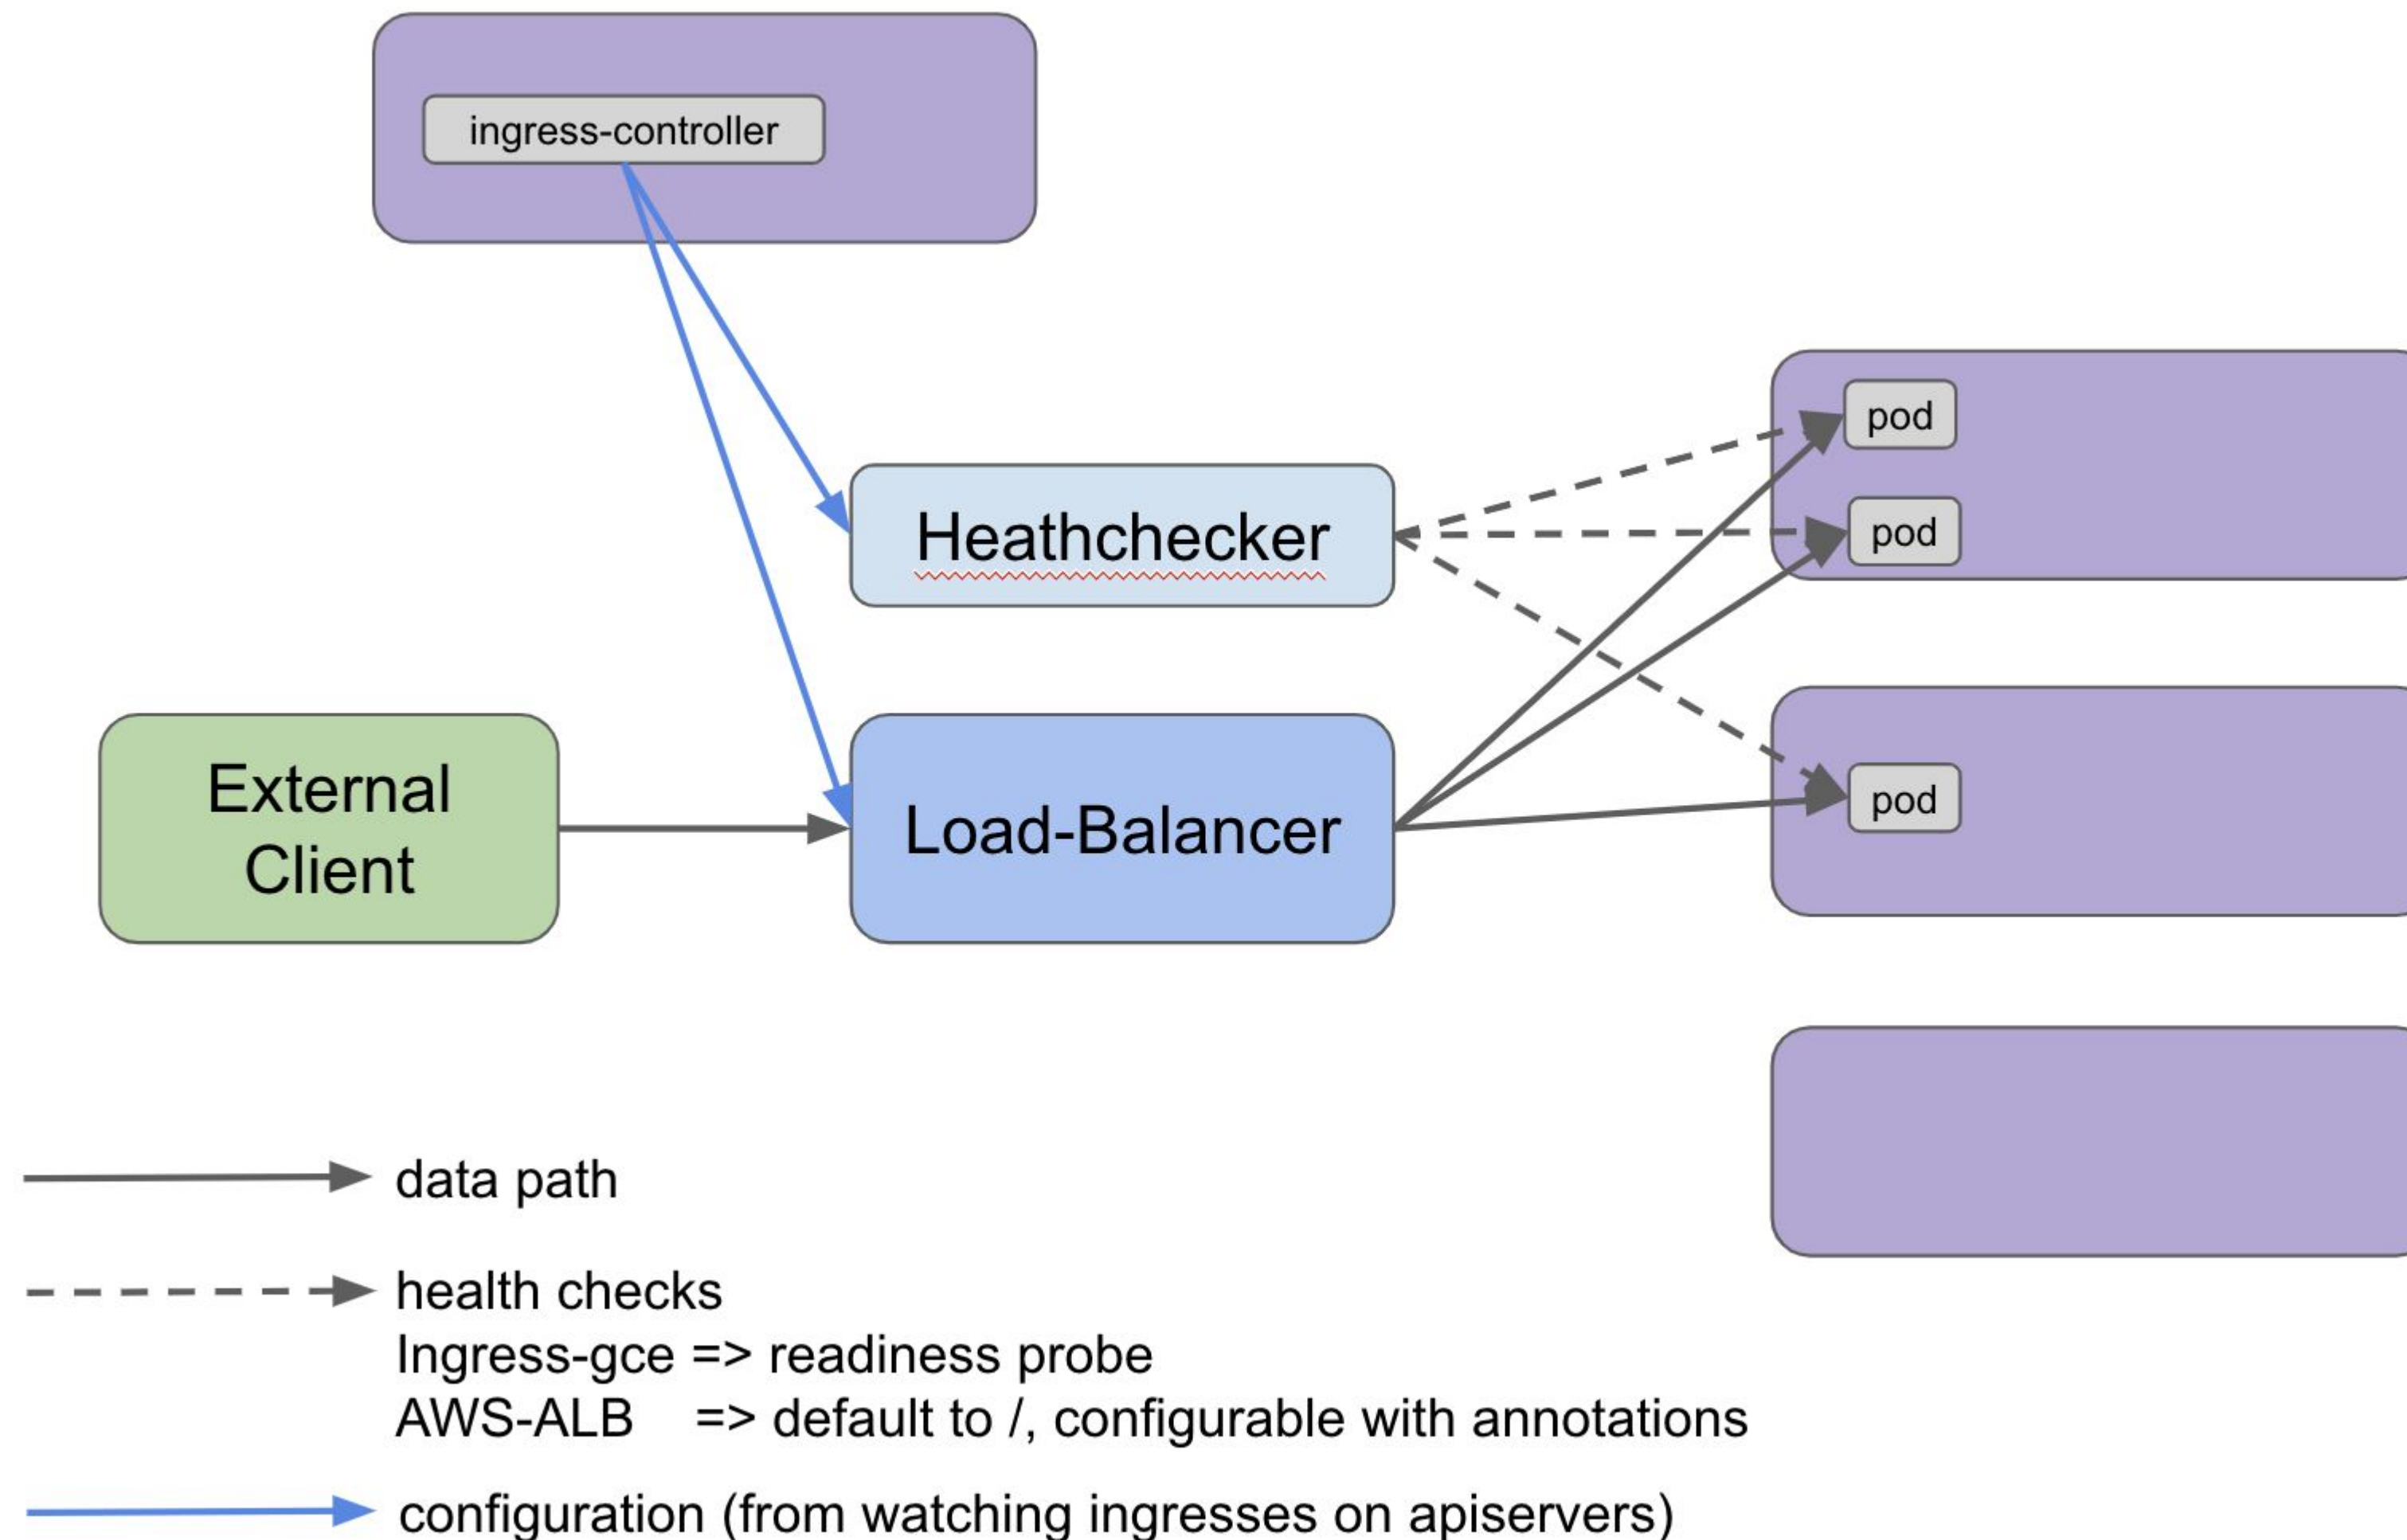 ingress-controller
pod
Heathchecker
pod
External
Client
Load-Balancer
pod
data path
health checks
Ingress-gce => readiness probe
AWS-ALB => default to /, configurable with annotations
configuration (from watching ingresses on apiservers)